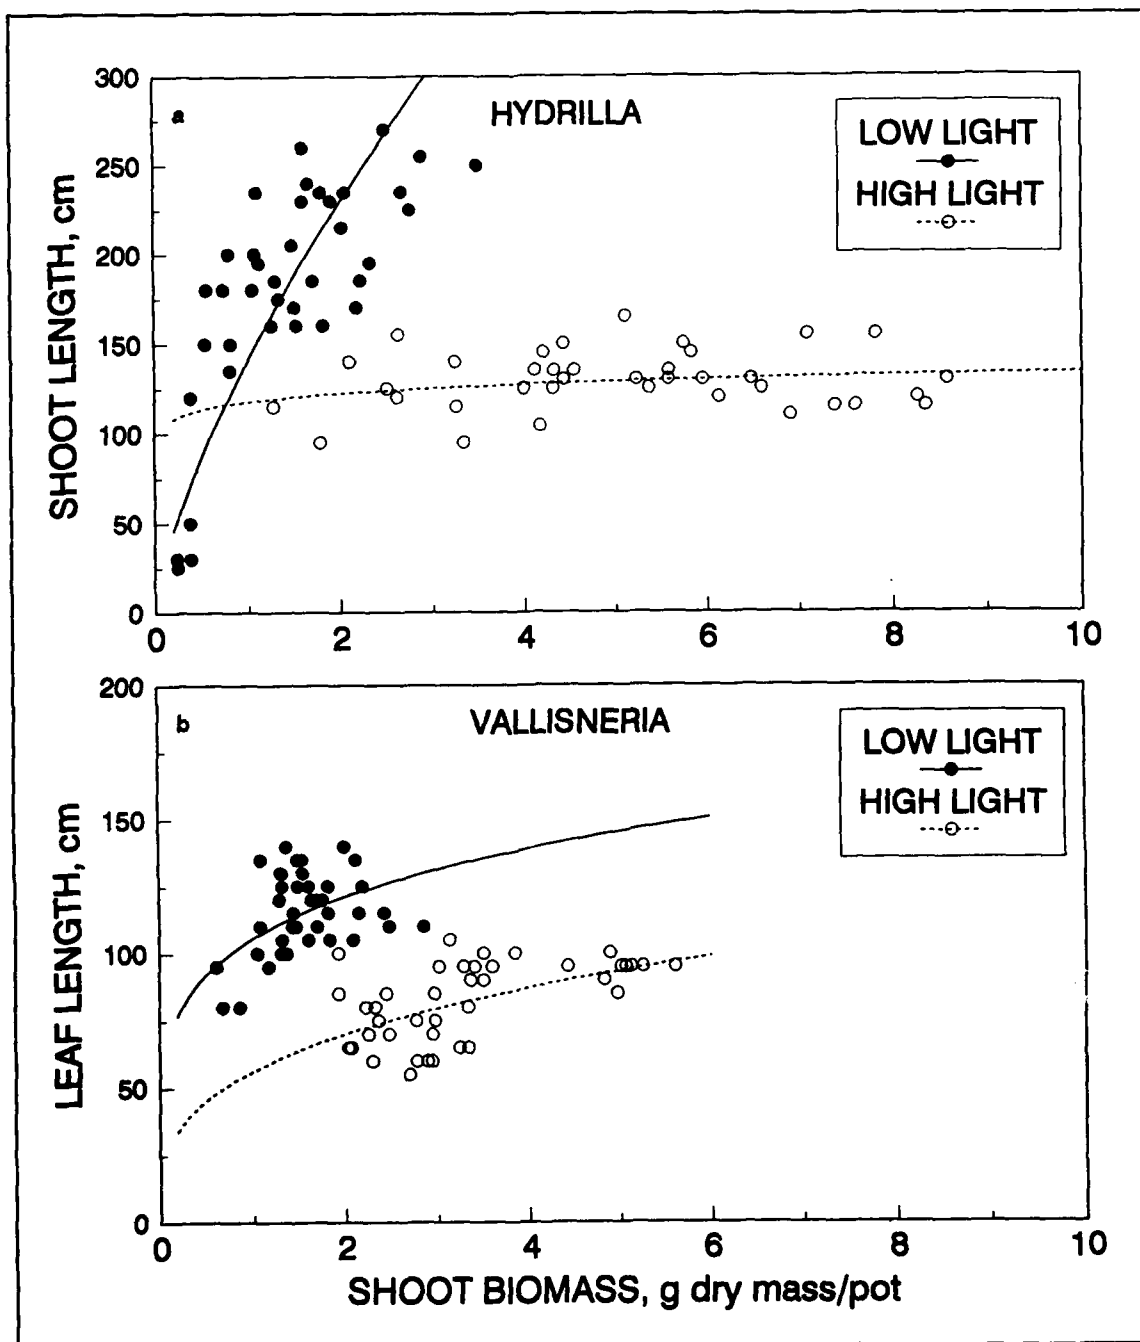 a
HYDRILLA
LOW LIGHT
HIGH LIGHT
SHOOT LENGTH, cm
300
250
200
150
100
50
0
0 2 4 6 8 10
b
VALLISNERIA
LOW LIGHT
HIGH LIGHT
LEAF LENGTH, cm
200
150
100
50
0
0 2 4 6 8 10
SHOOT BIOMASS, g dry mass/pot